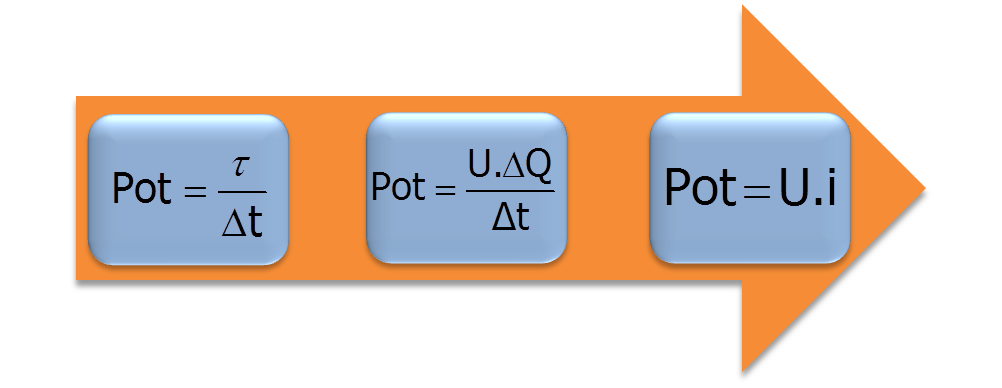 Pot = τ/Δt
Pot = U.ΔQ/Δt
Pot = U.i